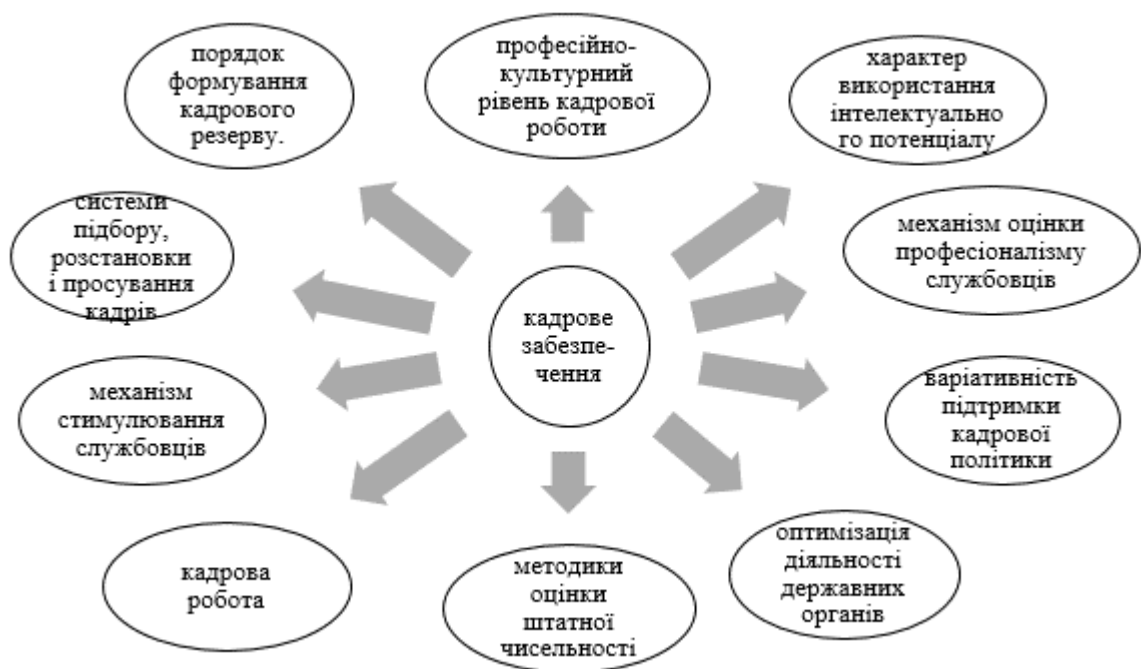 порядок
формування
кадрового
резерву.
професійно-
культурний
рівень кадрової
роботи
характер
використання
інтелектуально
го потенціалу
системи
підбору,
розстановки
і просування
кадрів
механізм оцінки
професіоналізму
службовців
кадрове
забезпе-
чення
механізм
стимулювання
службовців
варіативність
підтримки
кадрової
політики
кадрова
робота
методики
оцінки
штатної
чисельності
оптимізація
діяльності
державних
органів